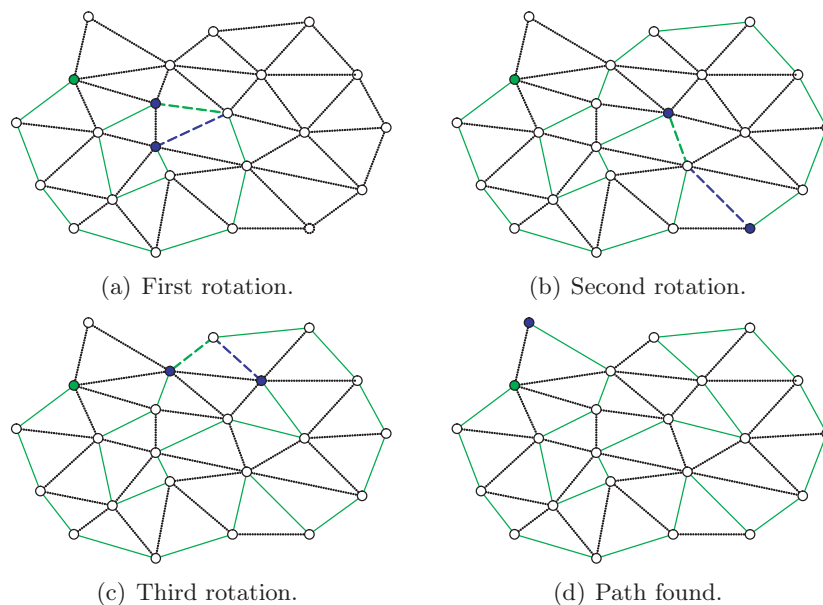 (a) First rotation.
(b) Second rotation.
(c) Third rotation.
(d) Path found.